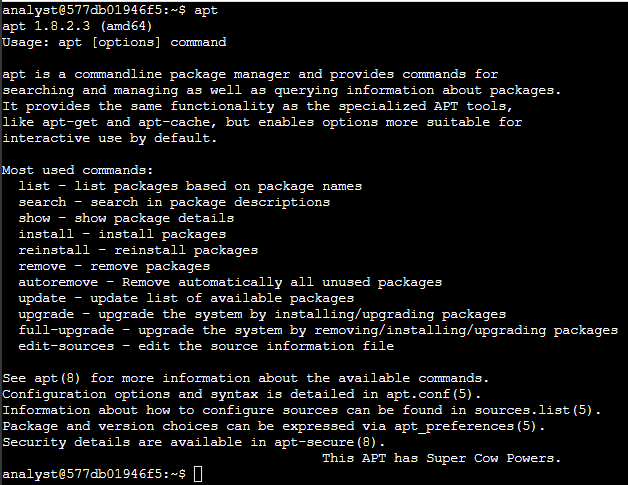 analyst@577db01946f5:~$ apt
apt 1.8.2.3 (amd64)
Usage: apt [options] command

apt is a commandline package manager and provides commands for
searching and managing as well as querying information about packages.
It provides the same functionality as the specialized APT tools,
like apt-get and apt-cache, but enables options more suitable for
interactive use by default.

Most used commands:
  list - list packages based on package names
  search - search in package descriptions
  show - show package details
  install - install packages
  reinstall - reinstall packages
  remove - remove packages
  autoremove - Remove automatically all unused packages
  update - update list of available packages
  upgrade - upgrade the system by installing/upgrading packages
  full-upgrade - upgrade the system by removing/installing/upgrading packages
  edit-sources - edit the source information file

See apt(8) for more information about the available commands.
Configuration options and syntax is detailed in apt.conf(5).
Information about how to configure sources can be found in sources.list(5).
Package and version choices can be expressed via apt_preferences(5).
Security details are available in apt-secure(8).
                                        This APT has Super Cow Powers.
analyst@577db01946f5:~$